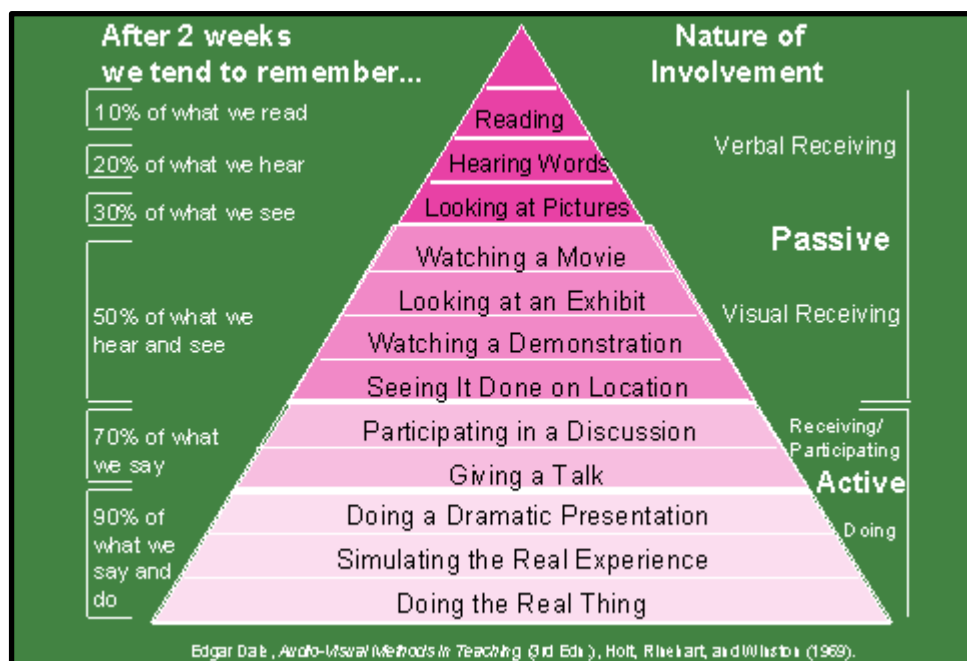 After 2 weeks
we tend to remember...
10% of what we read
20% of what we hear
30% of what we see
50% of what we
hear and see
70% of what
we say
90% of
what we
say and
do
Reading
Hearing Words
Looking at Pictures
Watching a Movie
Looking at an Exhibit
Watching a Demonstration
Seeing It Done on Location
Participating in a Discussion
Giving a Talk
Doing a Dramatic Presentation
Simulating the Real Experience
Doing the Real Thing
Nature of
Involvement
Verbal Receiving
Passive
Visual Receiving
Receiving/
Participating
Active
Doing
Edgar Dale, Audio-Visual Methods in Teaching (3rd Edn.), Holt, Rinehart, and Winston (1969).